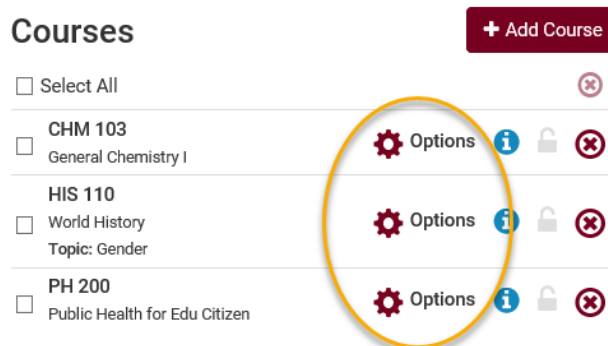 Courses
+ Add Course
Select All
CHM 103
General Chemistry I
Options
HIS 110
World History
Topic: Gender
Options
PH 200
Public Health for Edu Citizen
Options